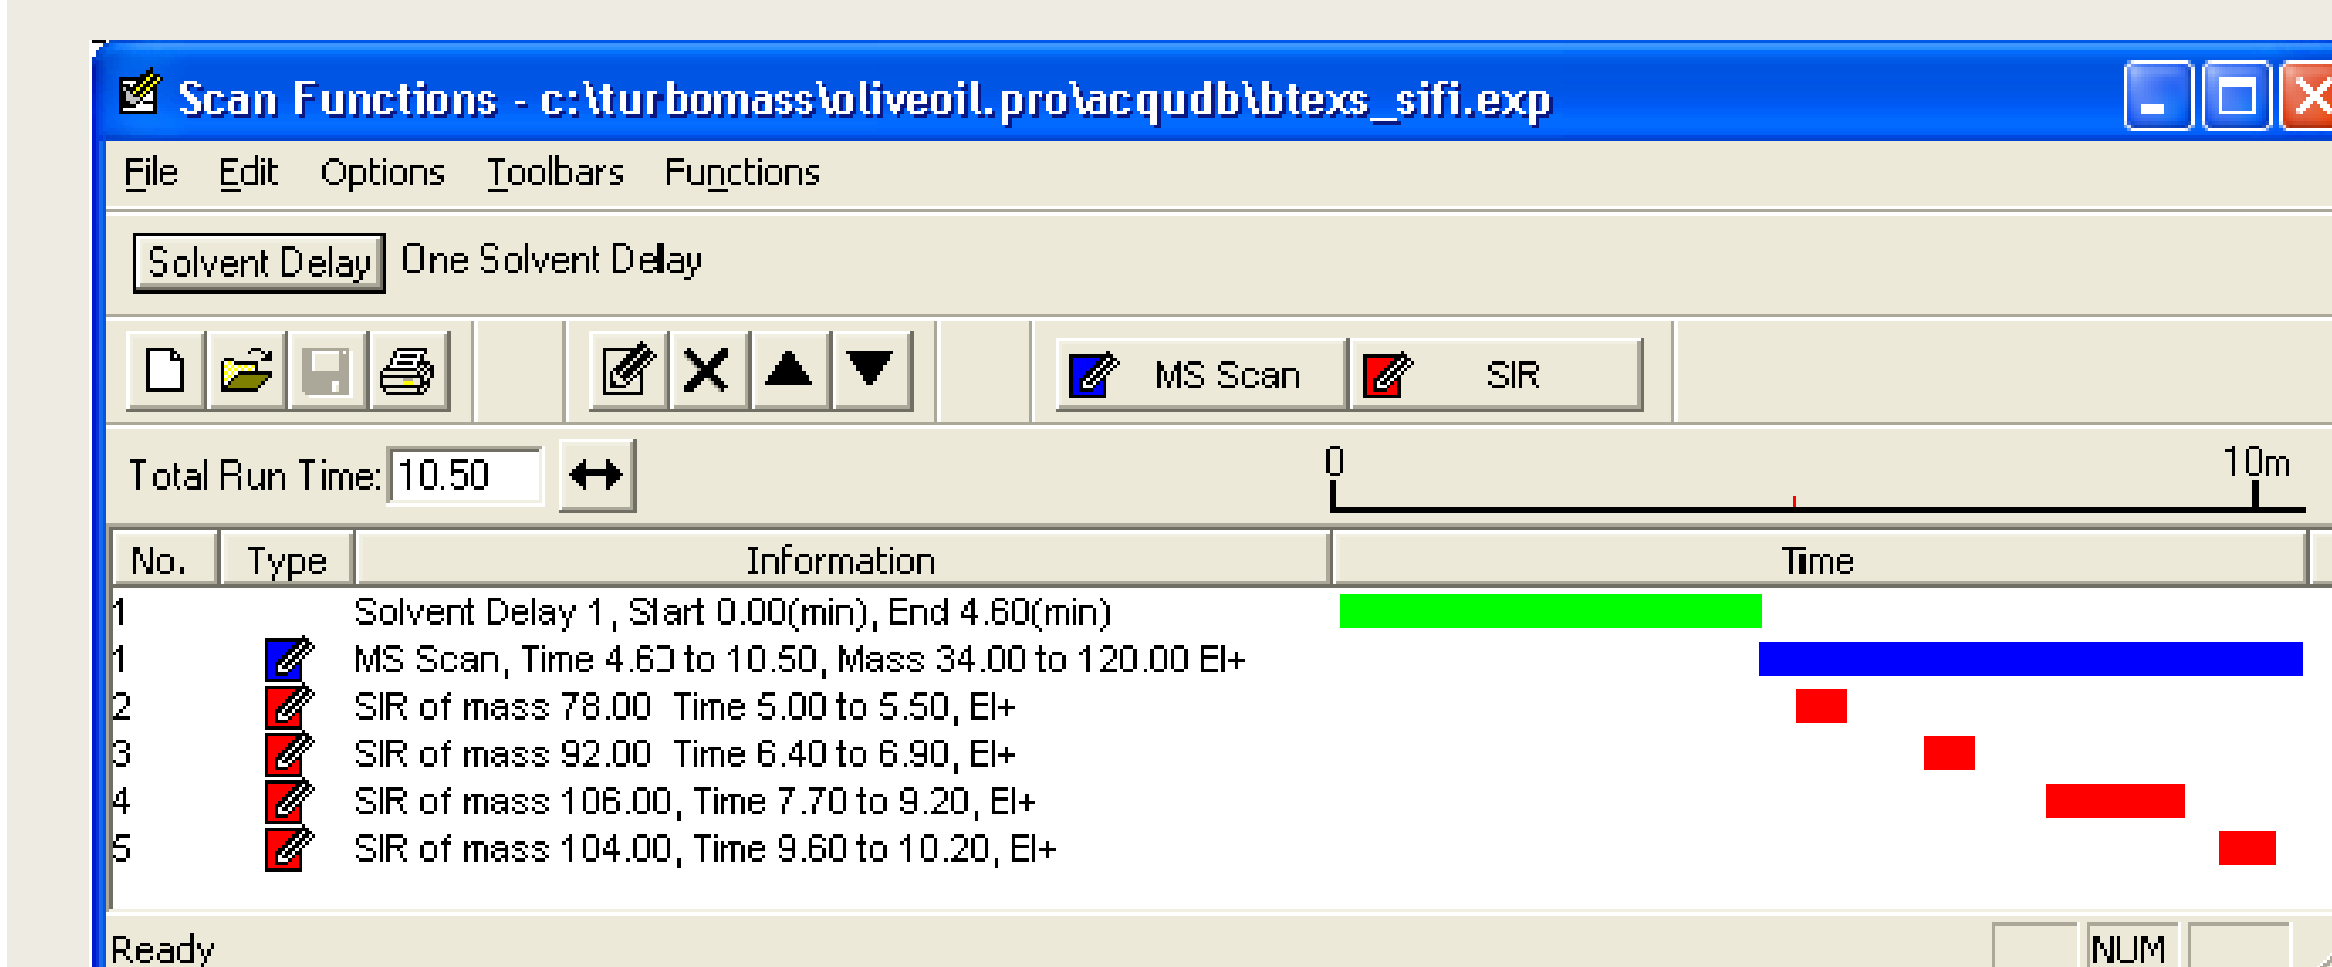 Scan Functions - c:\turbomass\oliveoil.pro\acqudb\btexs_sifi.exp
File Edit Options Toolbars Functions
Solvent Delay One Solvent Delay
MS Scan SIR
Total Run Time: 10.50 0 10m
No. Type Information Time
1 Solvent Delay 1, Start 0.00(min), End 4.60(min)
1 MS Scan, Time 4.60 to 10.50, Mass 34.00 to 120.00 EI+
2 SIR of mass 78.00 Time 5.00 to 5.50, EI+
3 SIR of mass 92.00 Time 6.40 to 6.90, EI+
4 SIR of mass 106.00, Time 7.70 to 9.20, EI+
5 SIR of mass 104.00, Time 9.60 to 10.20, EI+
Ready NUM